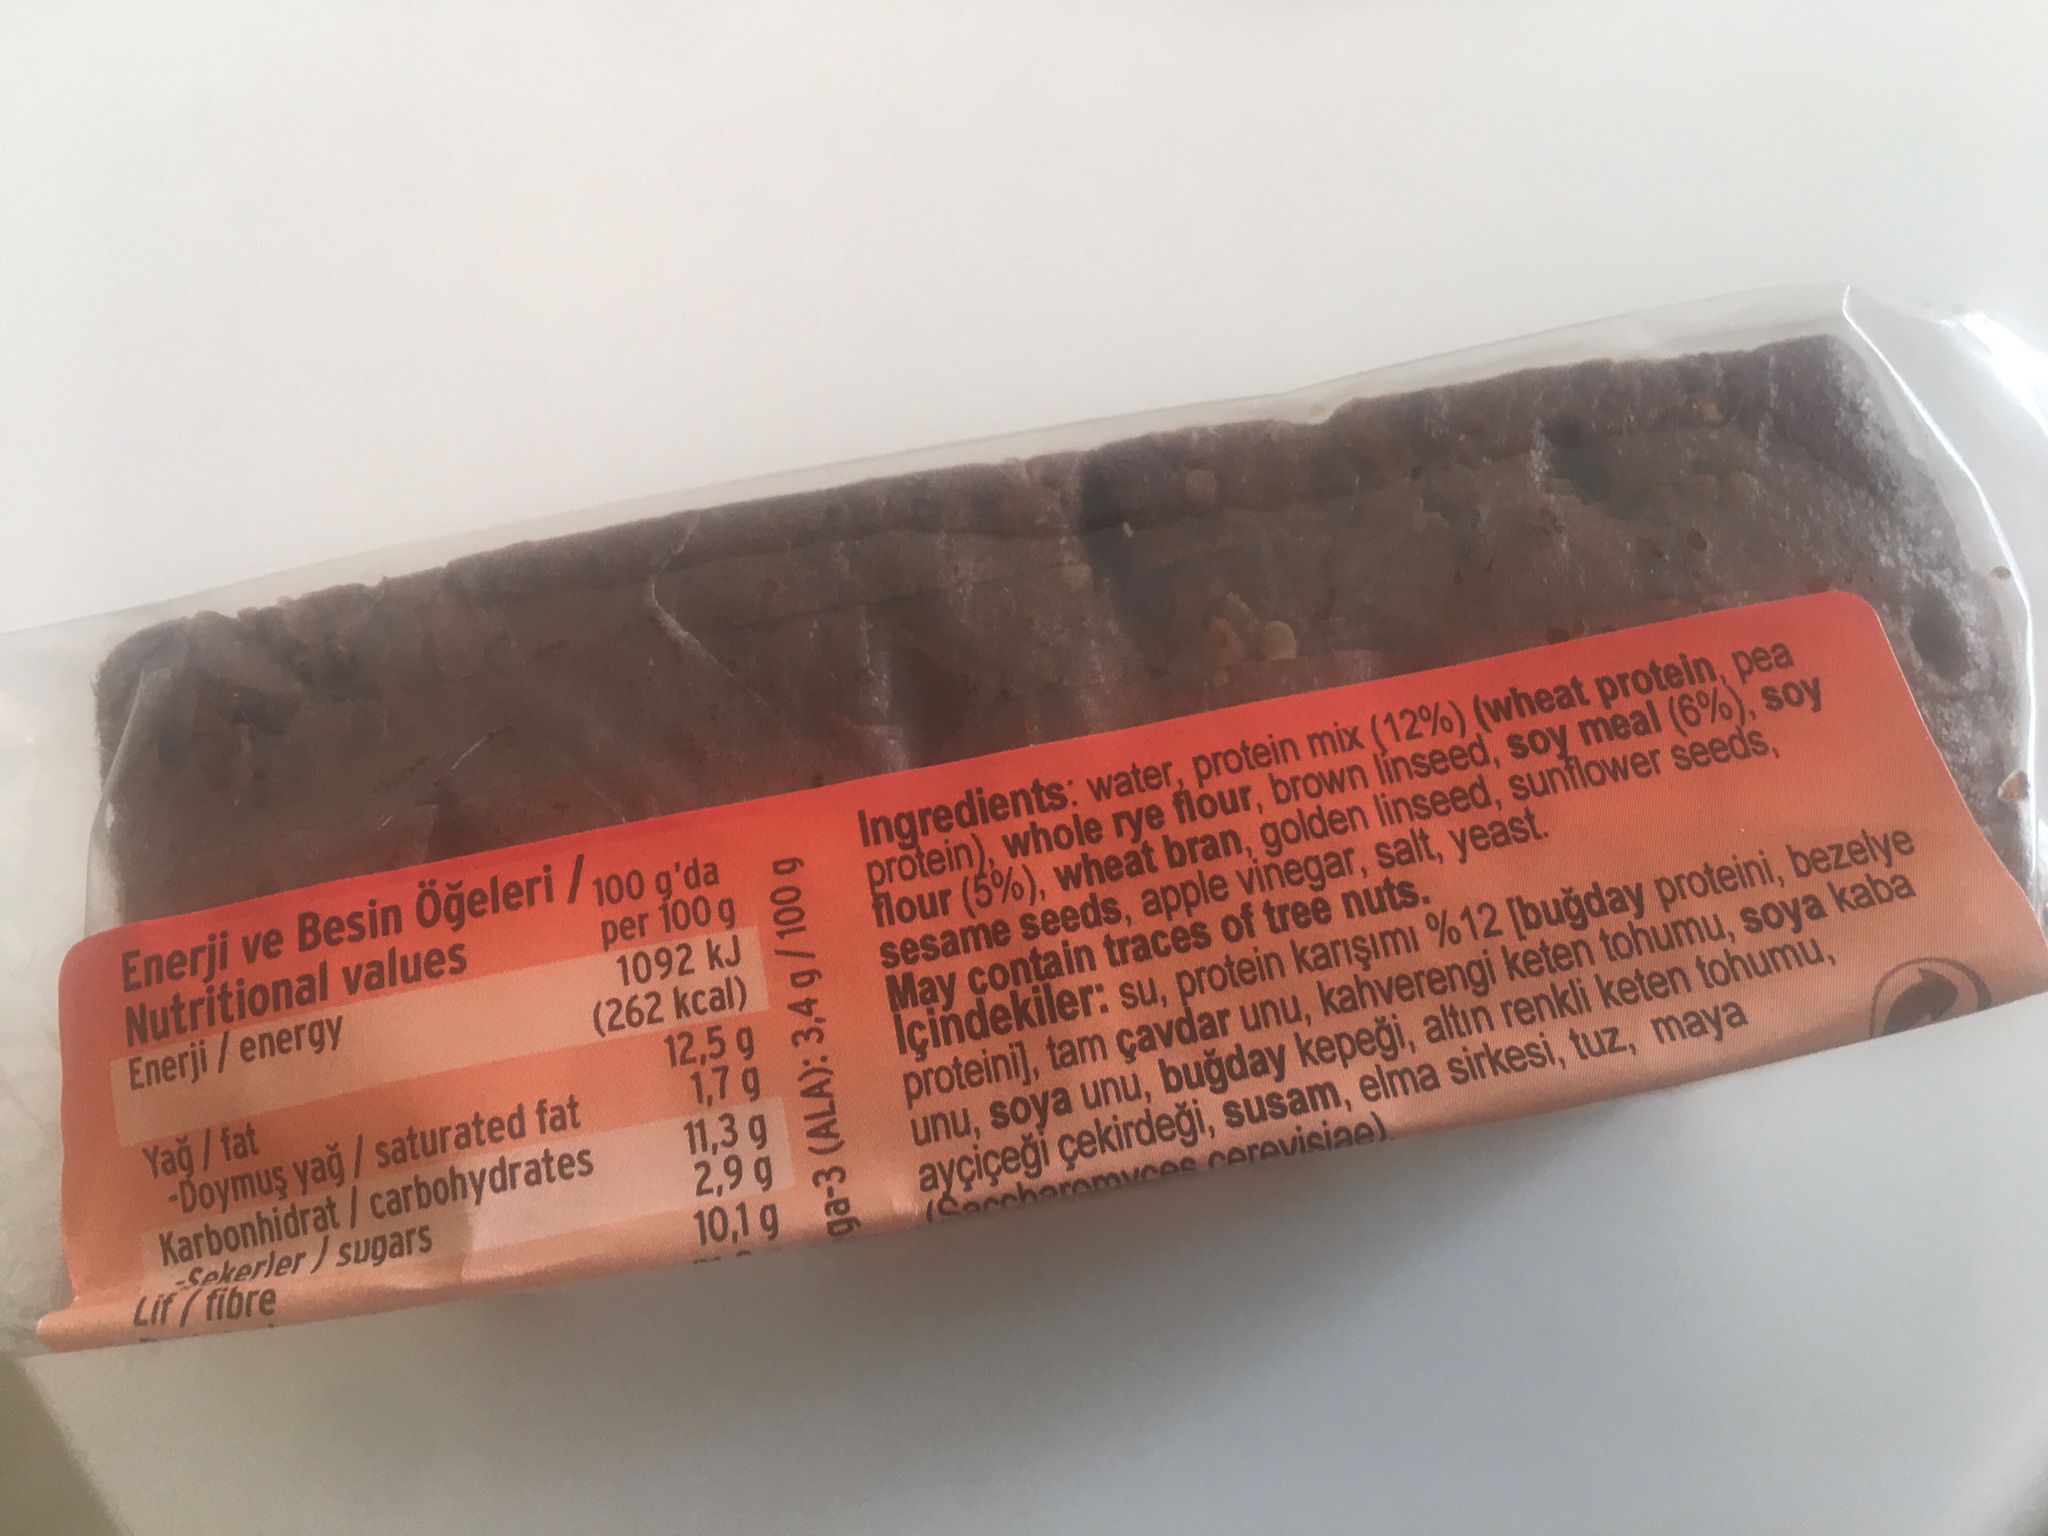 Enerji ve Besin Öğeleri / 100 g'da
Nutritional values per 100 g
Enerji / energy 1092 kJ
(262 kcal)
Yağ / fat 12,5 g
-Doymuş yağ / saturated fat 1,7 g
Karbonhidrat / carbohydrates 11,3 g
-Şekerler / sugars 2,9 g
Lif / fibre 10,1 g
ga-3 (ALA): 3,4 g / 100 g
Ingredients: water, protein mix (12%) (wheat protein, pea
protein), whole rye flour, brown linseed, soy meal (6%), soy
flour (5%), wheat bran, golden linseed, sunflower seeds,
sesame seeds, apple vinegar, salt, yeast.
May contain traces of tree nuts.
İçindekiler: su, protein karışımı %12 [buğday proteini, bezelye
proteini], tam çavdar unu, kahverengi keten tohumu, soya kaba
unu, soya unu, buğday kepeği, altın renkli keten tohumu,
ayçiçeği çekirdeği, susam, elma sirkesi, tuz, maya
(Saccharomyces cerevisiae).